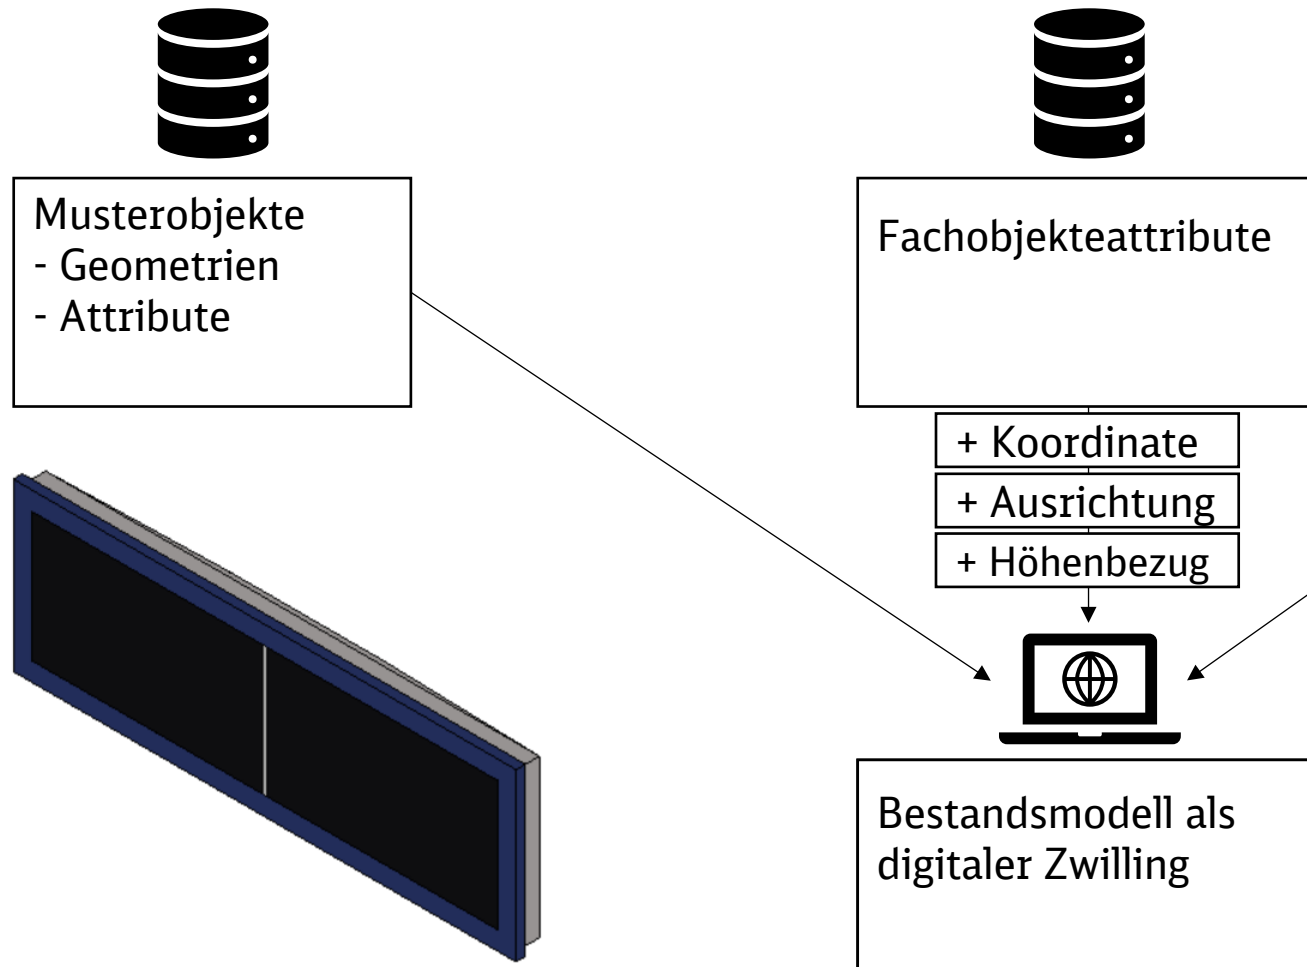 Musterobjekte
- Geometrien
- Attribute
Fachobjekteattribute
+ Koordinate
+ Ausrichtung
+ Höhenbezug
Bestandsmodell als
digitaler Zwilling